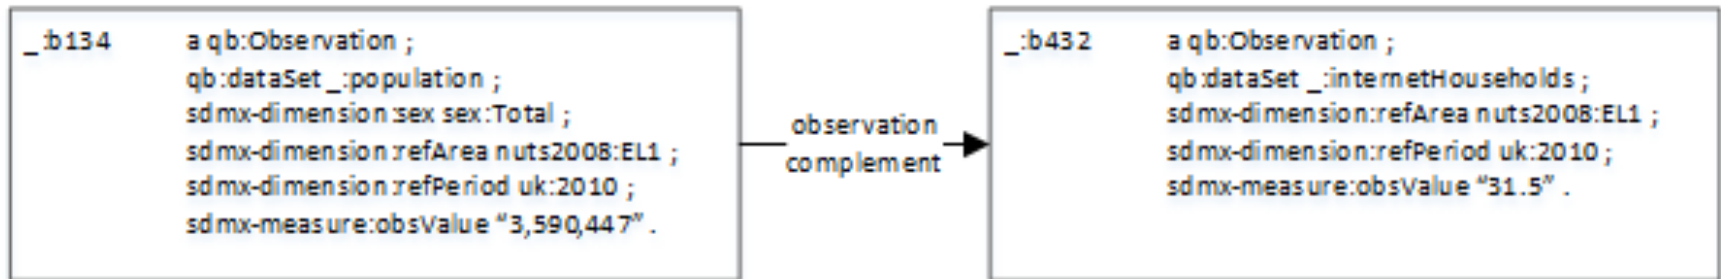 _:b134 a qb:Observation ;
qb:dataSet _:population ;
sdmx-dimension:sex sex:Total ;
sdmx-dimension:refArea nuts2008:EL1 ;
sdmx-dimension:refPeriod uk:2010 ;
sdmx-measure:obsValue “3,590,447” .
observation
complement
_:b432 a qb:Observation ;
qb:dataSet _:internetHouseholds ;
sdmx-dimension:refArea nuts2008:EL1 ;
sdmx-dimension:refPeriod uk:2010 ;
sdmx-measure:obsValue “31.5” .